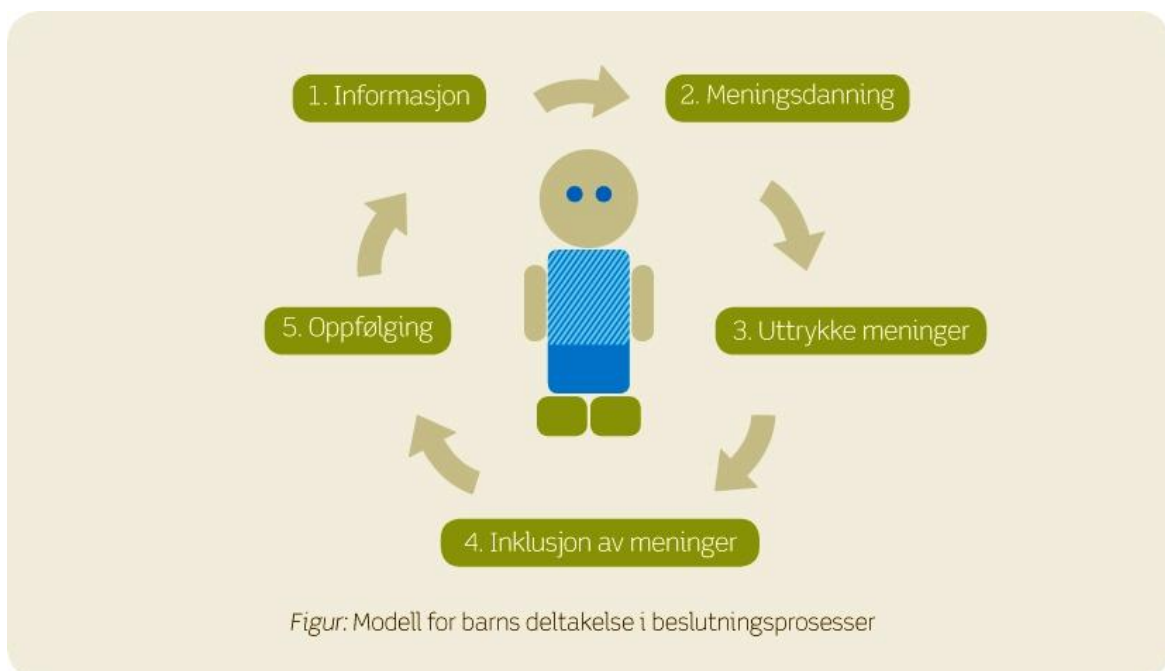 1. Informasjon
2. Meningsdanning
3. Uttrykke meninger
4. Inklusjon av meninger
5. Oppfølging
Figur: Modell for barns deltakelse i beslutningsprosesser